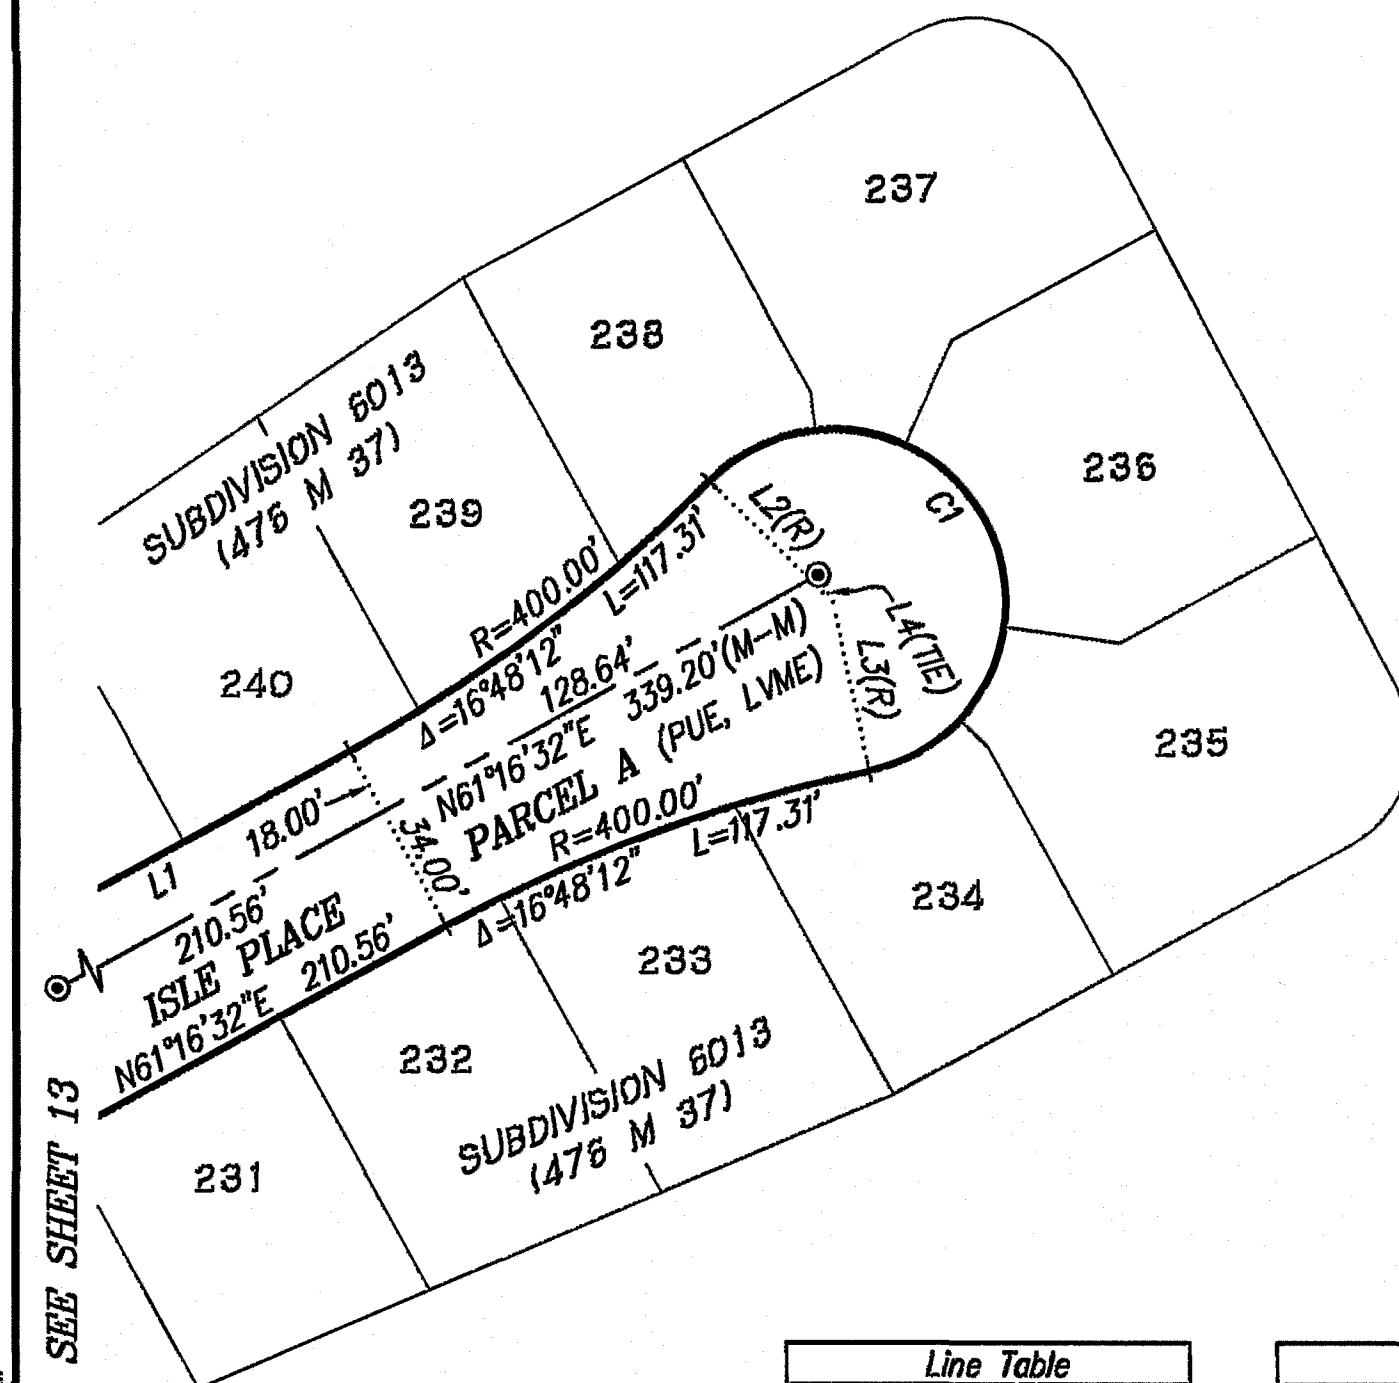 237
238
236
SUBDIVISION 6013
(476 M 37)
239
C1
L2(R)
R=400.00'
L=117.31'
240
Δ=16°48'12"
128.64'
L4(TIE)
L3(R)
N61°16'32"E 339.20'(M-M)
PARCEL A (PUE, LVME)
235
18.00'
34.00'
R=400.00'
L=117.31'
Δ=16°48'12"
L1
234
210.56'
ISLE PLACE
N61°16'32"E 210.56'
233
232
231
SUBDIVISION 6013
(476 M 37)
SEE SHEET 13
Line Table